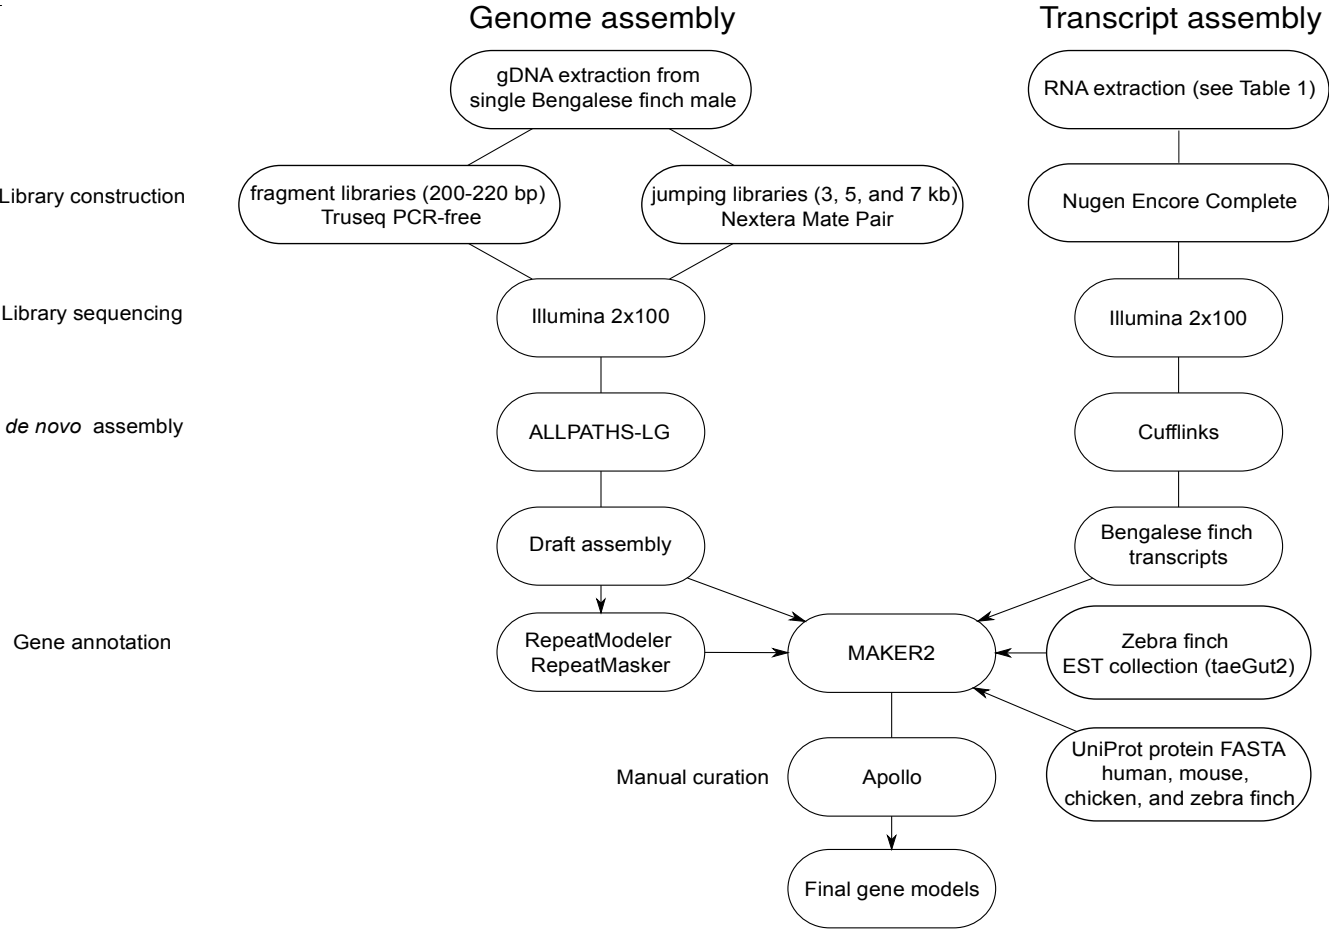 Genome assembly
Transcript assembly
gDNA extraction from
single Bengalese finch male
RNA extraction (see Table 1)
Library construction
fragment libraries (200-220 bp)
Truseq PCR-free
jumping libraries (3, 5, and 7 kb)
Nextera Mate Pair
Nugen Encore Complete
Library sequencing
Illumina 2x100
Illumina 2x100
de novo assembly
ALLPATHS-LG
Cufflinks
Draft assembly
Bengalese finch
transcripts
Gene annotation
RepeatModeler
RepeatMasker
MAKER2
Zebra finch
EST collection (taeGut2)
Manual curation
Apollo
UniProt protein FASTA
human, mouse,
chicken, and zebra finch
Final gene models